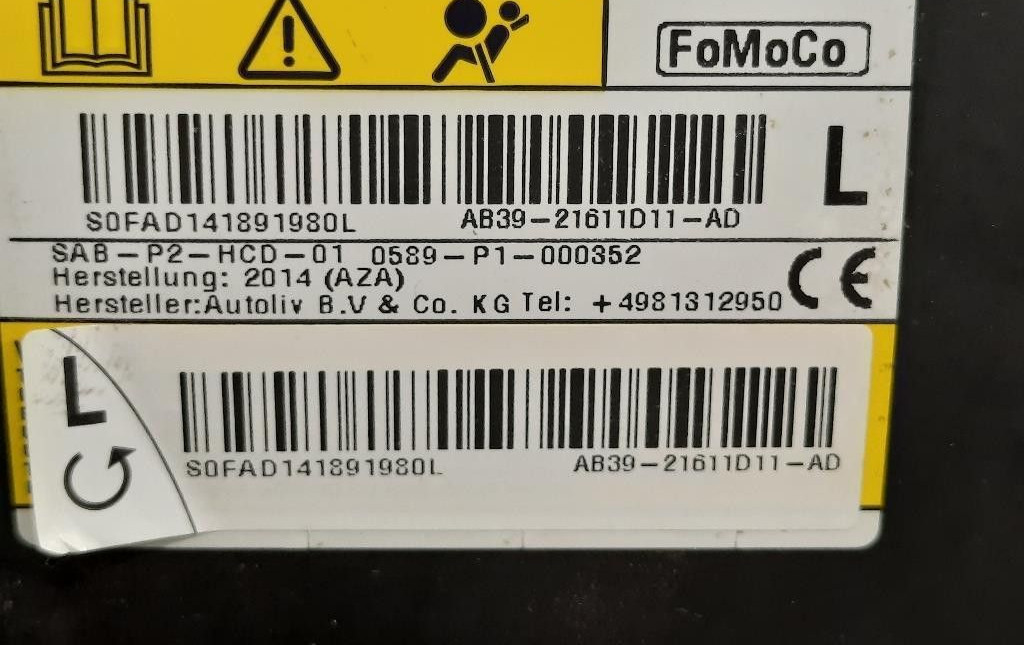 FoMoCo
L
S0FAD141891980L AB39-21611D11-AD
SAB-P2-HCD-01 0589-P1-000352
Herstellung: 2014 (AZA)
Hersteller:Autoliv B.V & Co. KG Tel: +4981312950
CE
L
S0FAD141891980L AB39-21611D11-AD